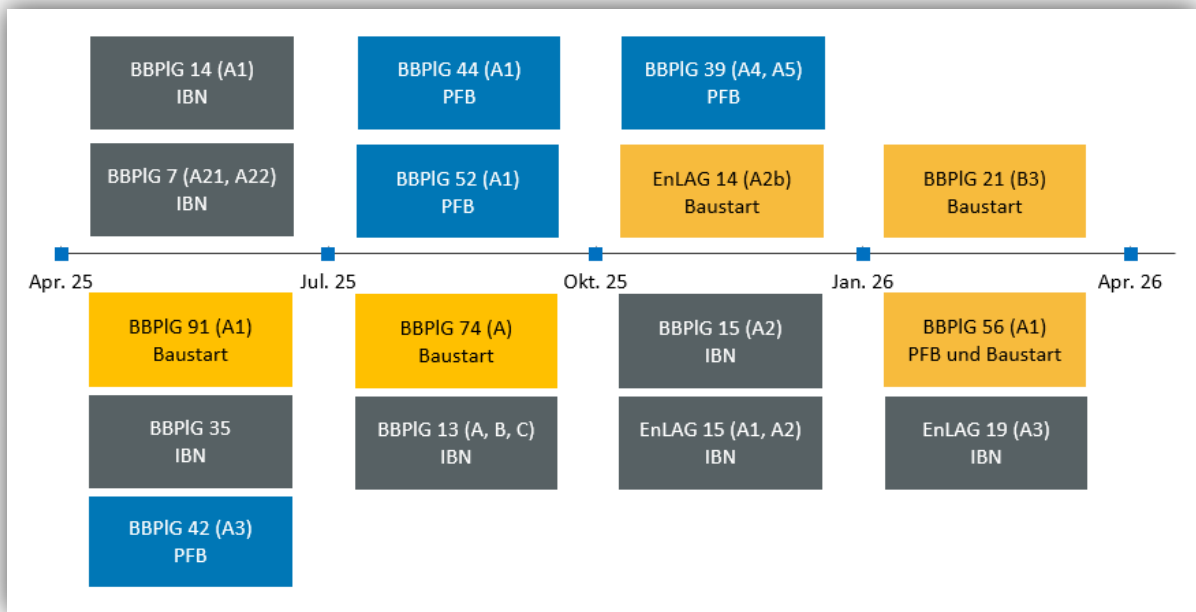 BBPlG 14 (A1)
IBN
BBPlG 44 (A1)
PFB
BBPlG 39 (A4, A5)
PFB
BBPlG 7 (A21, A22)
IBN
BBPlG 52 (A1)
PFB
EnLAG 14 (A2b)
Baustart
BBPlG 21 (B3)
Baustart
Apr. 25
Jul. 25
Okt. 25
Jan. 26
Apr. 26
BBPlG 91 (A1)
Baustart
BBPlG 74 (A)
Baustart
BBPlG 15 (A2)
IBN
BBPlG 56 (A1)
PFB und Baustart
BBPlG 35
IBN
BBPlG 13 (A, B, C)
IBN
EnLAG 15 (A1, A2)
IBN
EnLAG 19 (A3)
IBN
BBPlG 42 (A3)
PFB